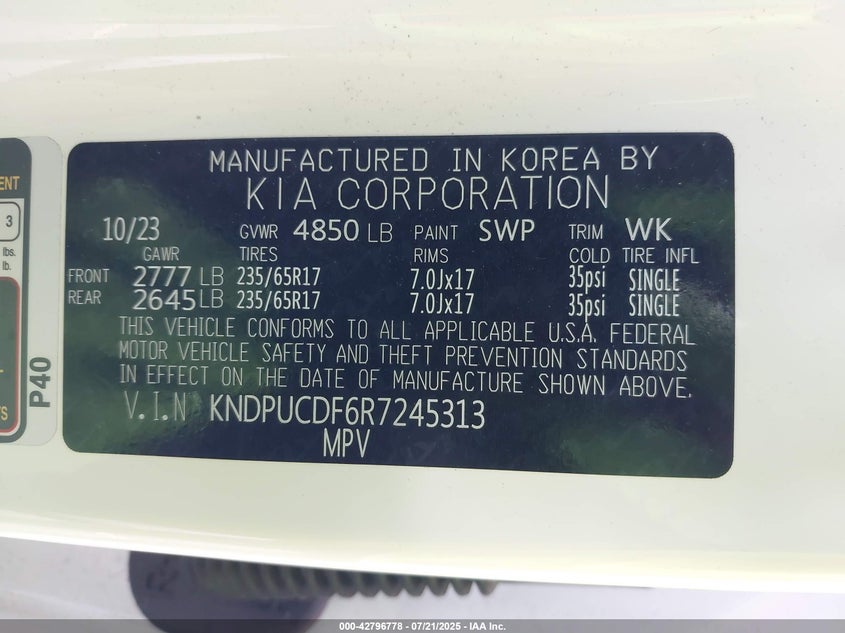 MANUFACTURED IN KOREA BY
KIA CORPORATION
10/23 GVWR 4850 LB PAINT SWP TRIM WK
GAWR TIRES RIMS COLD TIRE INFL
FRONT 2777 LB 235/65R17 7.0Jx17 35psi SINGLE
REAR 2645 LB 235/65R17 7.0Jx17 35psi SINGLE
THIS VEHICLE CONFORMS TO ALL APPLICABLE U.S.A. FEDERAL
MOTOR VEHICLE SAFETY AND THEFT PREVENTION STANDARDS
IN EFFECT ON THE DATE OF MANUFACTURE SHOWN ABOVE.
V.I.N KNDPUCDF6R7245313
MPV
3
lbs.
lb.
P40
000-42796778 - 07/21/2025 - IAA Inc.